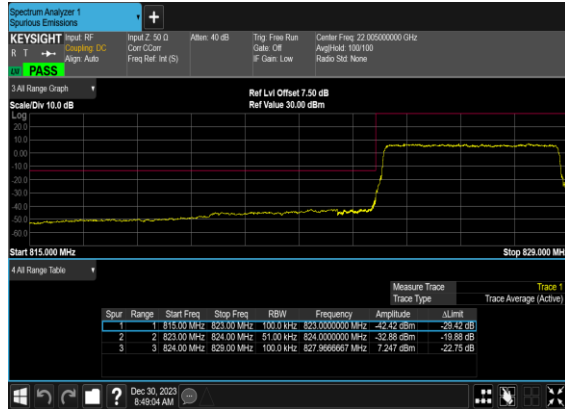 Spectrum Analyzer 1
Spurious Emissions
KEYSIGHT Input: RF Input Z: 50 Ω Atten: 40 dB Trig: Free Run Center Freq: 22.005000000 GHz
R T Coupling: DC Corr CCorr Gate: Off Avg|Hold: 100/100
Align: Auto Freq Ref: Int (S) IF Gain: Low Radio Std: None
PASS
3 All Range Graph
Ref Lvl Offset 7.50 dB
Scale/Div 10.0 dB Ref Value 30.00 dBm
Log
20.0
10.0
0.00
-10.0
-20.0
-30.0
-40.0
-50.0
-60.0
Start 815.000 MHz Stop 829.000 MH
4 All Range Table
Measure Trace Trace 1
Trace Type Trace Average (Active)
Spur Range Start Freq Stop Freq RBW Frequency Amplitude ΔLimit
1 1 815.00 MHz 823.00 MHz 100.0 kHz 823.0000000 MHz -42.42 dBm -29.42 dB
2 2 823.00 MHz 824.00 MHz 51.00 kHz 824.0000000 MHz -32.88 dBm -19.88 dB
3 3 824.00 MHz 829.00 MHz 100.0 kHz 827.9666667 MHz 7.247 dBm -22.75 dB
Dec 30, 2023
8:49:04 AM